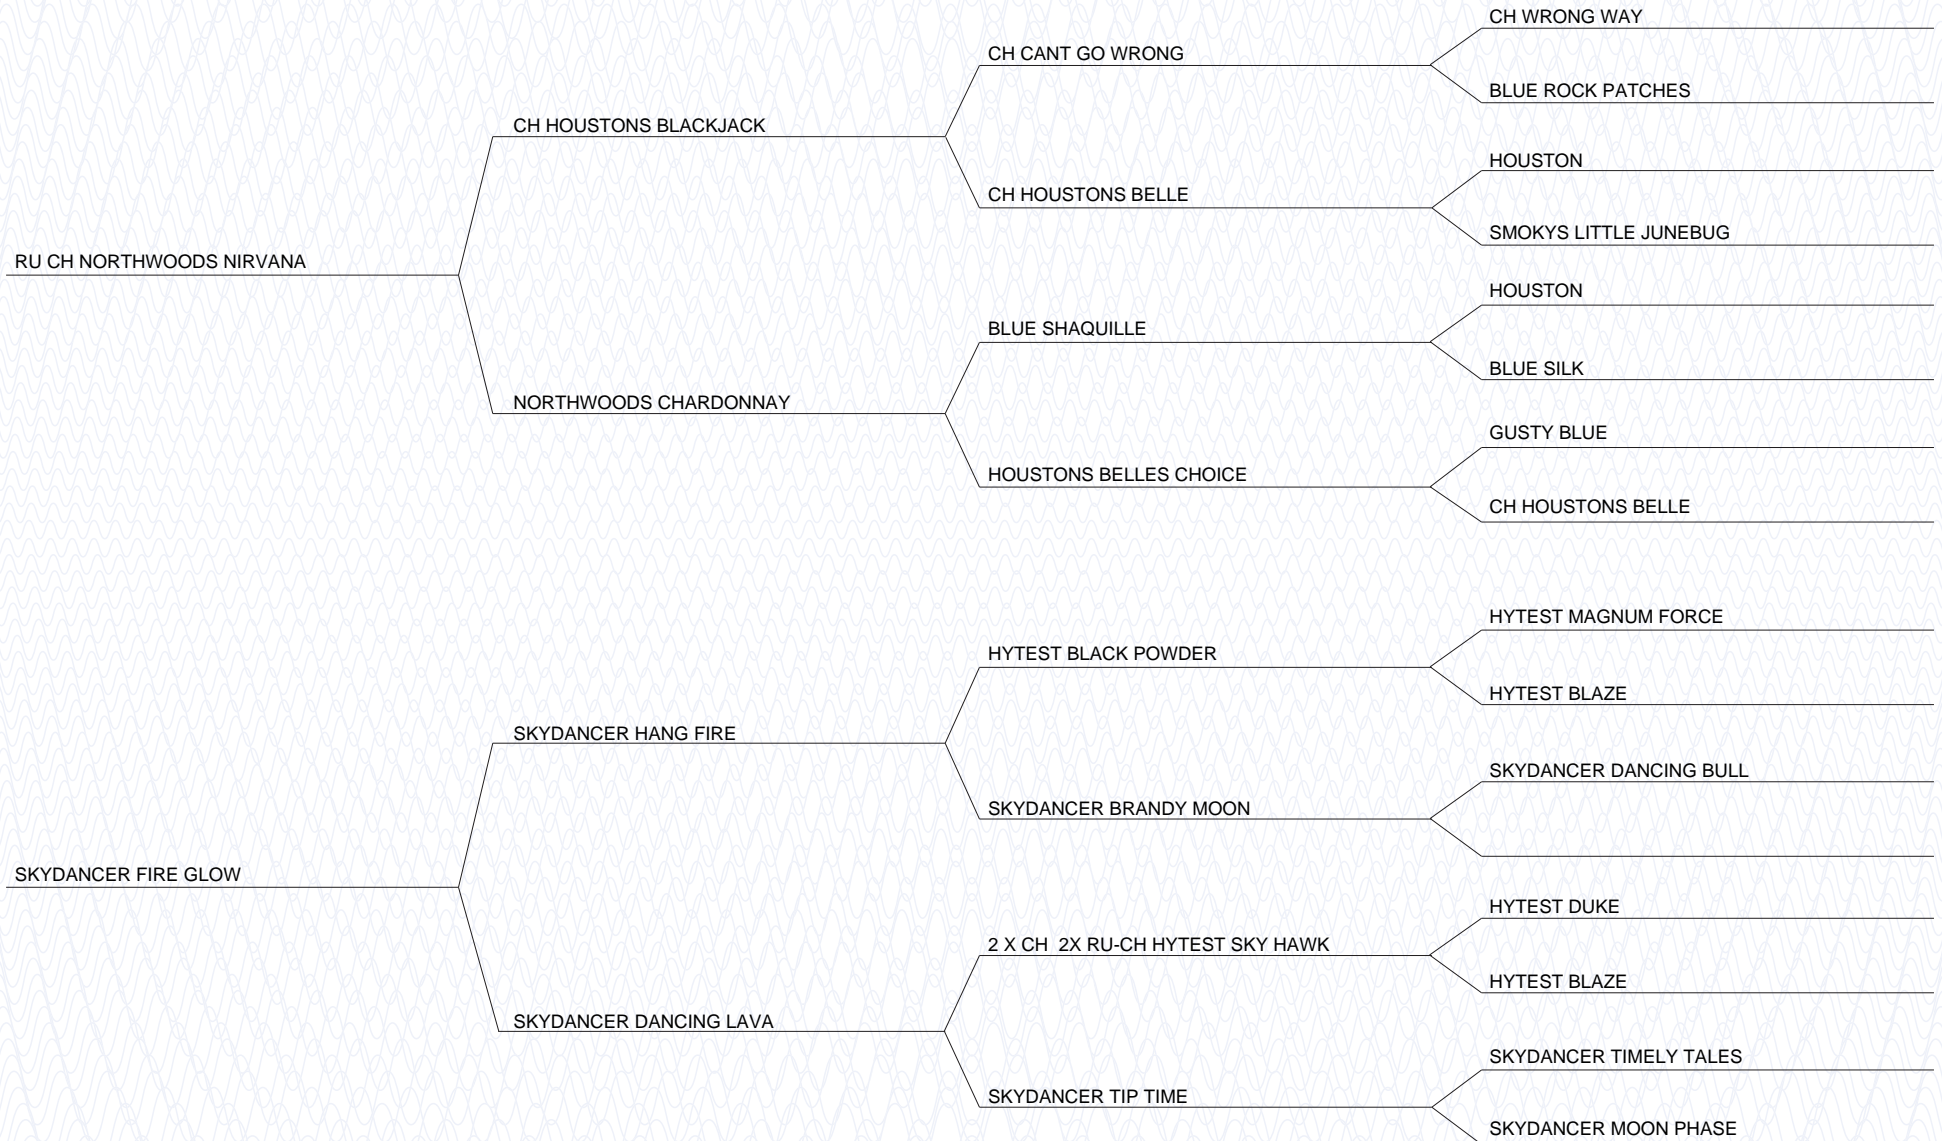 CH WRONG WAY
CH CANT GO WRONG
BLUE ROCK PATCHES
CH HOUSTONS BLACKJACK
HOUSTON
CH HOUSTONS BELLE
SMOKYS LITTLE JUNEBUG
RU CH NORTHWOODS NIRVANA
HOUSTON
BLUE SHAQUILLE
BLUE SILK
NORTHWOODS CHARDONNAY
GUSTY BLUE
HOUSTONS BELLES CHOICE
CH HOUSTONS BELLE
HYTEST MAGNUM FORCE
HYTEST BLACK POWDER
HYTEST BLAZE
SKYDANCER HANG FIRE
SKYDANCER DANCING BULL
SKYDANCER BRANDY MOON
SKYDANCER FIRE GLOW
HYTEST DUKE
2 X CH  2X RU-CH HYTEST SKY HAWK
HYTEST BLAZE
SKYDANCER DANCING LAVA
SKYDANCER TIMELY TALES
SKYDANCER TIP TIME
SKYDANCER MOON PHASE